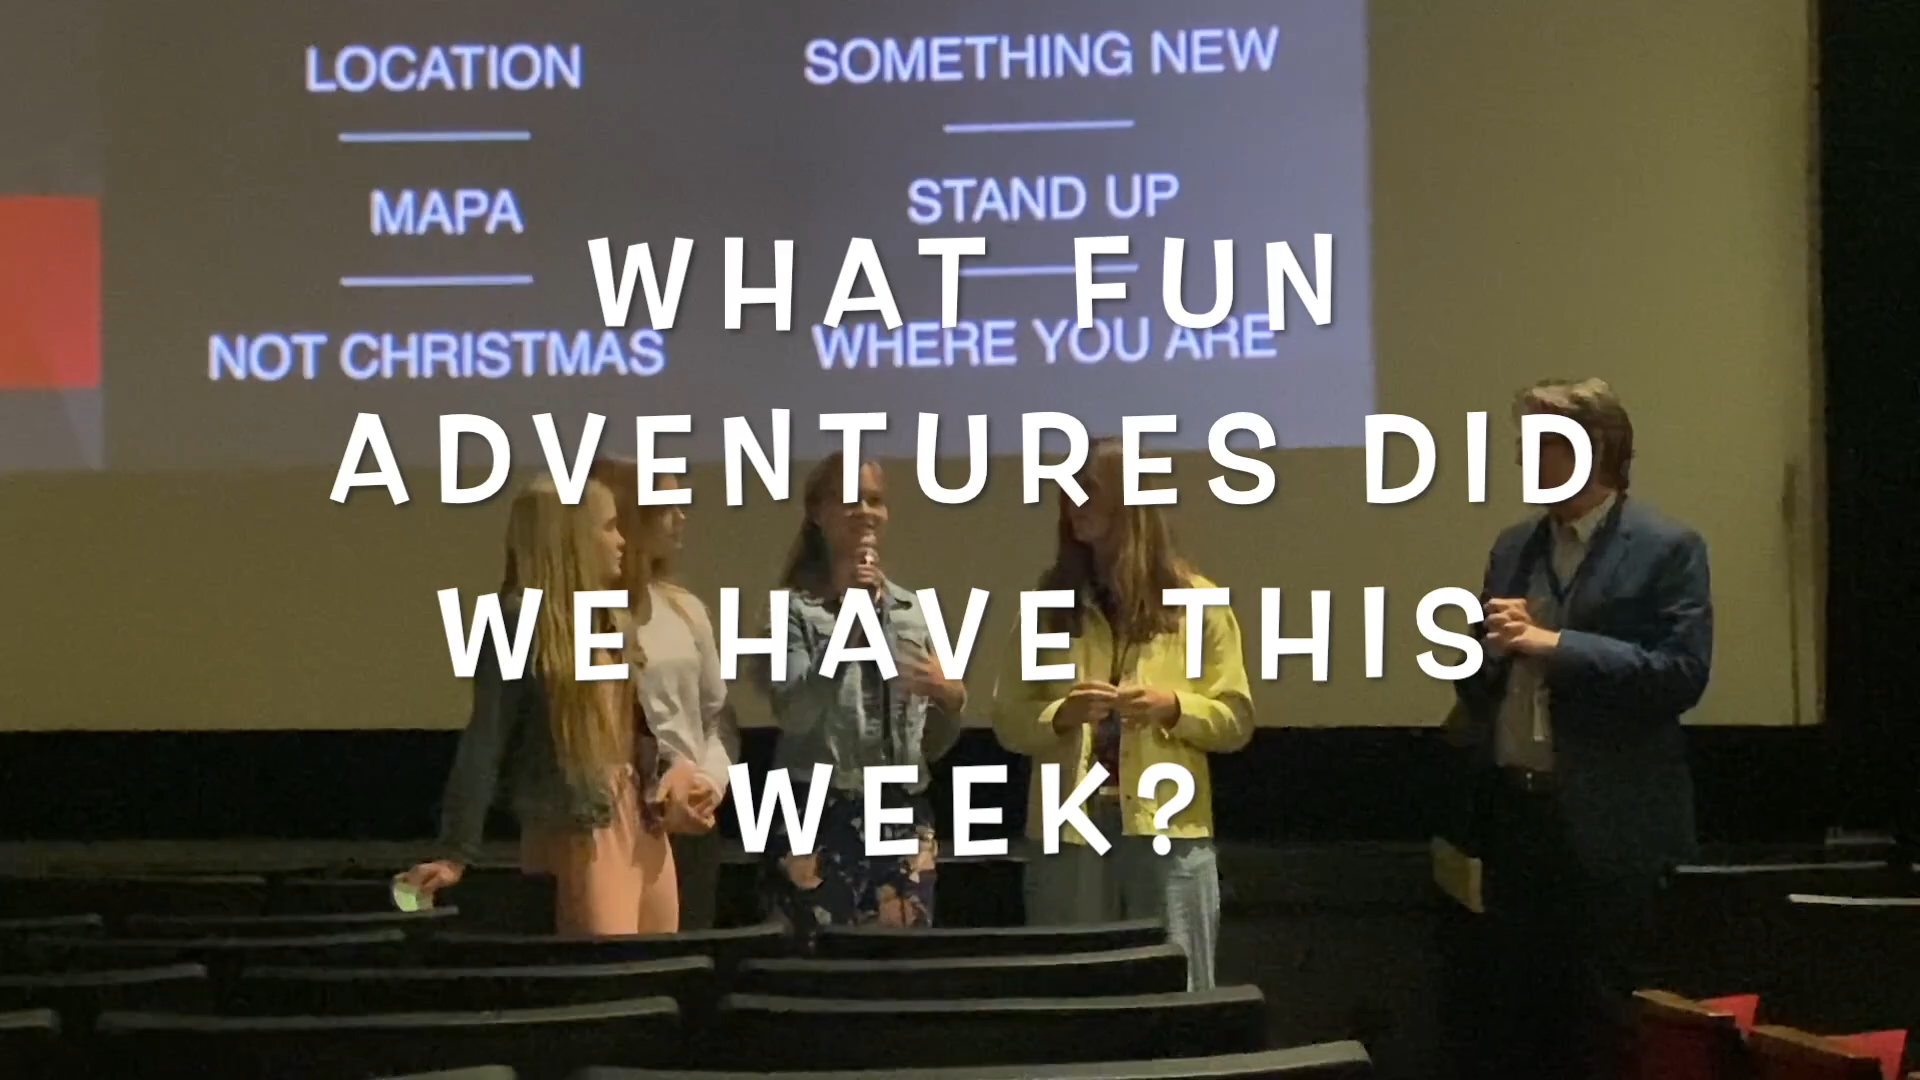 LOCATION
SOMETHING NEW
MAPA
STAND UP
NOT CHRISTMAS
WHERE YOU ARE
WHAT FUN
ADVENTURES DID
WE HAVE THIS
WEEK?